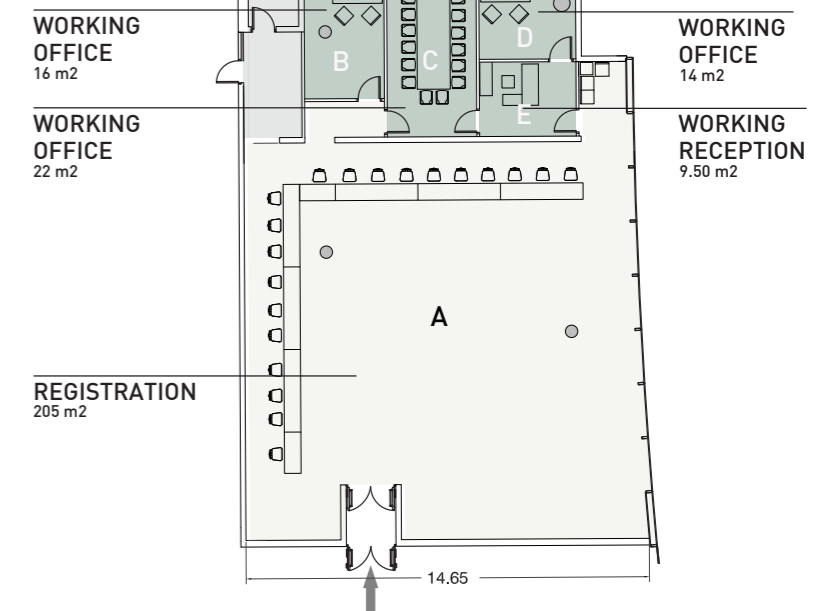 WORKING
OFFICE
16 m2
WORKING
OFFICE
22 m2
REGISTRATION
205 m2
B
C
D
E
A
WORKING
OFFICE
14 m2
WORKING
RECEPTION
9.50 m2
14.65